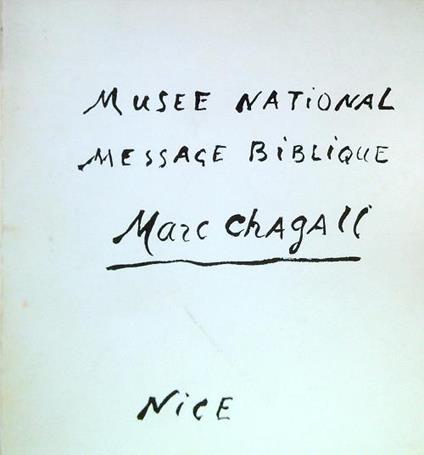 MUSEE NATIONAL
MESSAGE BIBLIQUE
Marc Chagall
NICE